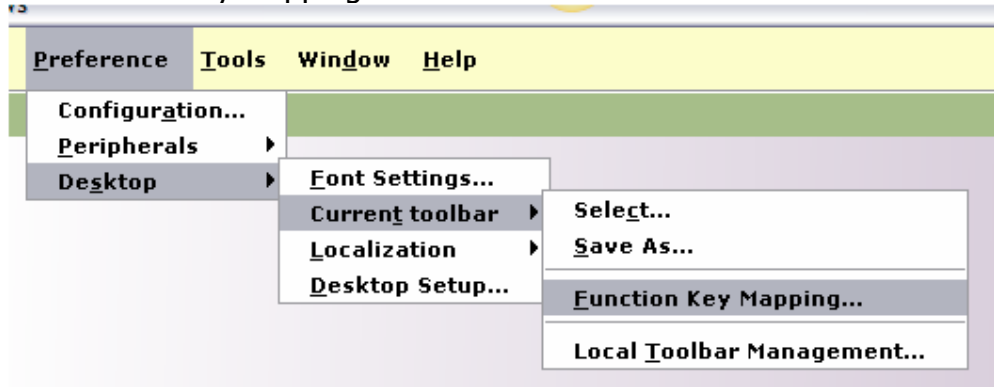 Preference Tools Window Help
Configuration...
Peripherals
Desktop
Font Settings...
Current toolbar
Localization
Desktop Setup...
Select...
Save As...
Function Key Mapping...
Local Toolbar Management...